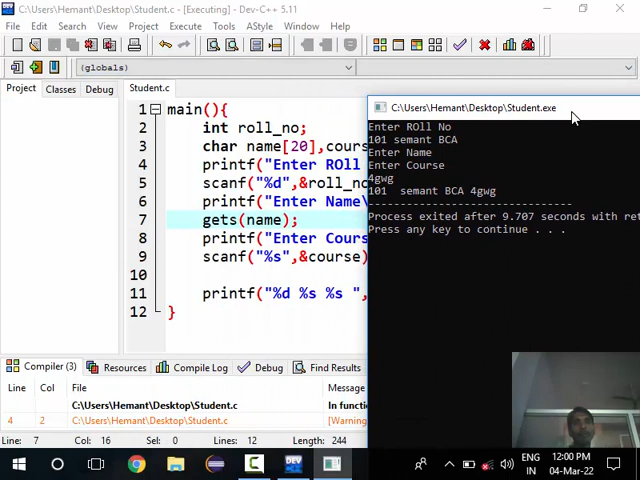 C:\Users\Hemant\Desktop\Student.c - [Executing] - Dev-C++ 5.11
File Edit Search View Project Execute Tools AStyle Window Help
(globals)
Project Classes Debug
Student.c
1 main(){
2 int roll_no;
3 char name[20],cours
4 printf("Enter ROll
5 scanf("%d",&roll_no
6 printf("Enter Name\
7 gets(name);
8 printf("Enter Cours
9 scanf("%s",&course)
10
11 printf("%d %s %s ",
12 }
C:\Users\Hemant\Desktop\Student.exe
Enter ROll No
101 semant BCA
Enter Name
Enter Course
4gwg
101  semant BCA 4gwg
--------------------------------
Process exited after 9.707 seconds with ret
Press any key to continue . . .
Compiler (3) Resources Compile Log Debug Find Results
Line Col File Message
C:\Users\Hemant\Desktop\Student.c In functio
4 2 C:\Users\Hemant\Desktop\Student.c [Warning
Line: 7 Col: 16 Sel: 0 Lines: 12 Length: 244
DEV
ENG
IN
12:00 PM
04-Mar-22